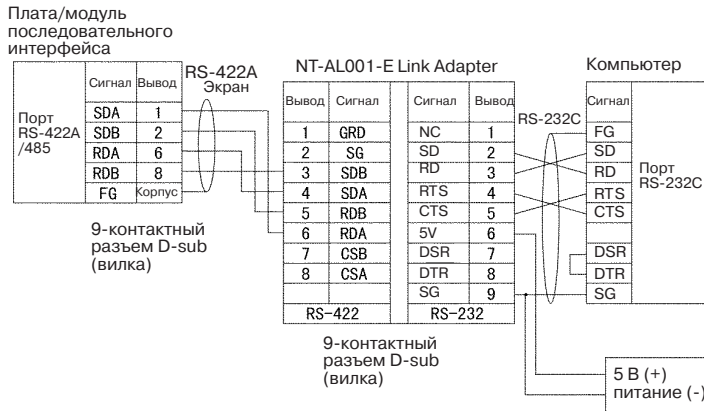 Плата/модуль
последовательного
интерфейса
Порт
RS-422A
/485
Сигнал Вывод
SDA 1
SDB 2
RDA 6
RDB 8
FG Корпус
9-контактный
разъем D-sub
(вилка)
RS-422A
Экран
NT-AL001-E Link Adapter
Вывод Сигнал
1 GRD
2 SG
3 SDB
4 SDA
5 RDB
6 RDA
7 CSB
8 CSA
RS-422
Сигнал Вывод
NC 1
SD 2
RD 3
RTS 4
CTS 5
5V 6
DSR 7
DTR 8
SG 9
RS-232
9-контактный
разъем D-sub
(вилка)
RS-232C
Компьютер
Сигнал
FG
SD
RD
RTS
CTS
DSR
DTR
SG
Порт
RS-232C
5 В (+)
питание (-)